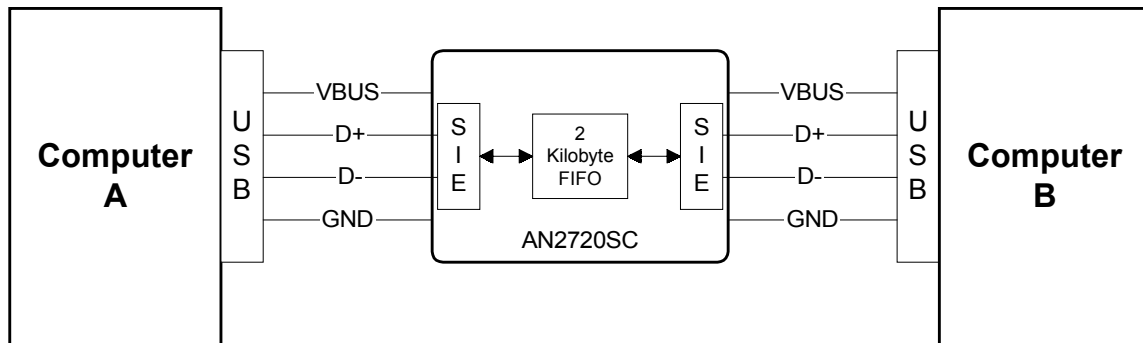 Computer
A
U
S
B
VBUS
D+
D-
GND
S
I
E
2
Kilobyte
FIFO
S
I
E
AN2720SC
VBUS
D+
D-
GND
U
S
B
Computer
B